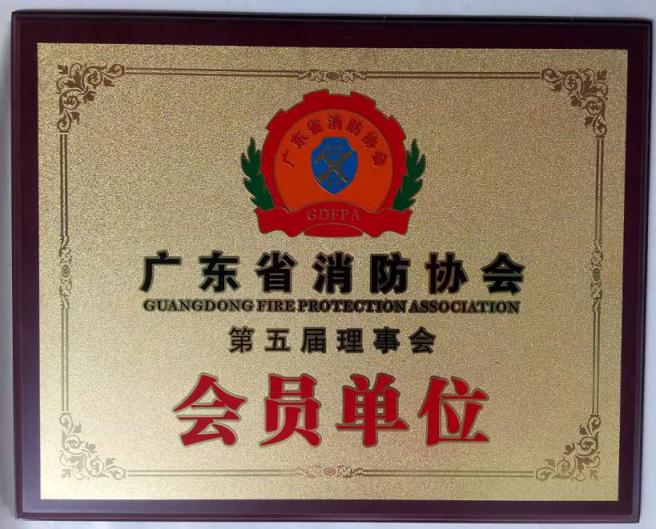 广东省消防协会
GDFPA
广东省消防协会
GUANGDONG FIRE PROTECTION ASSOCIATION
第五届理事会
会员单位